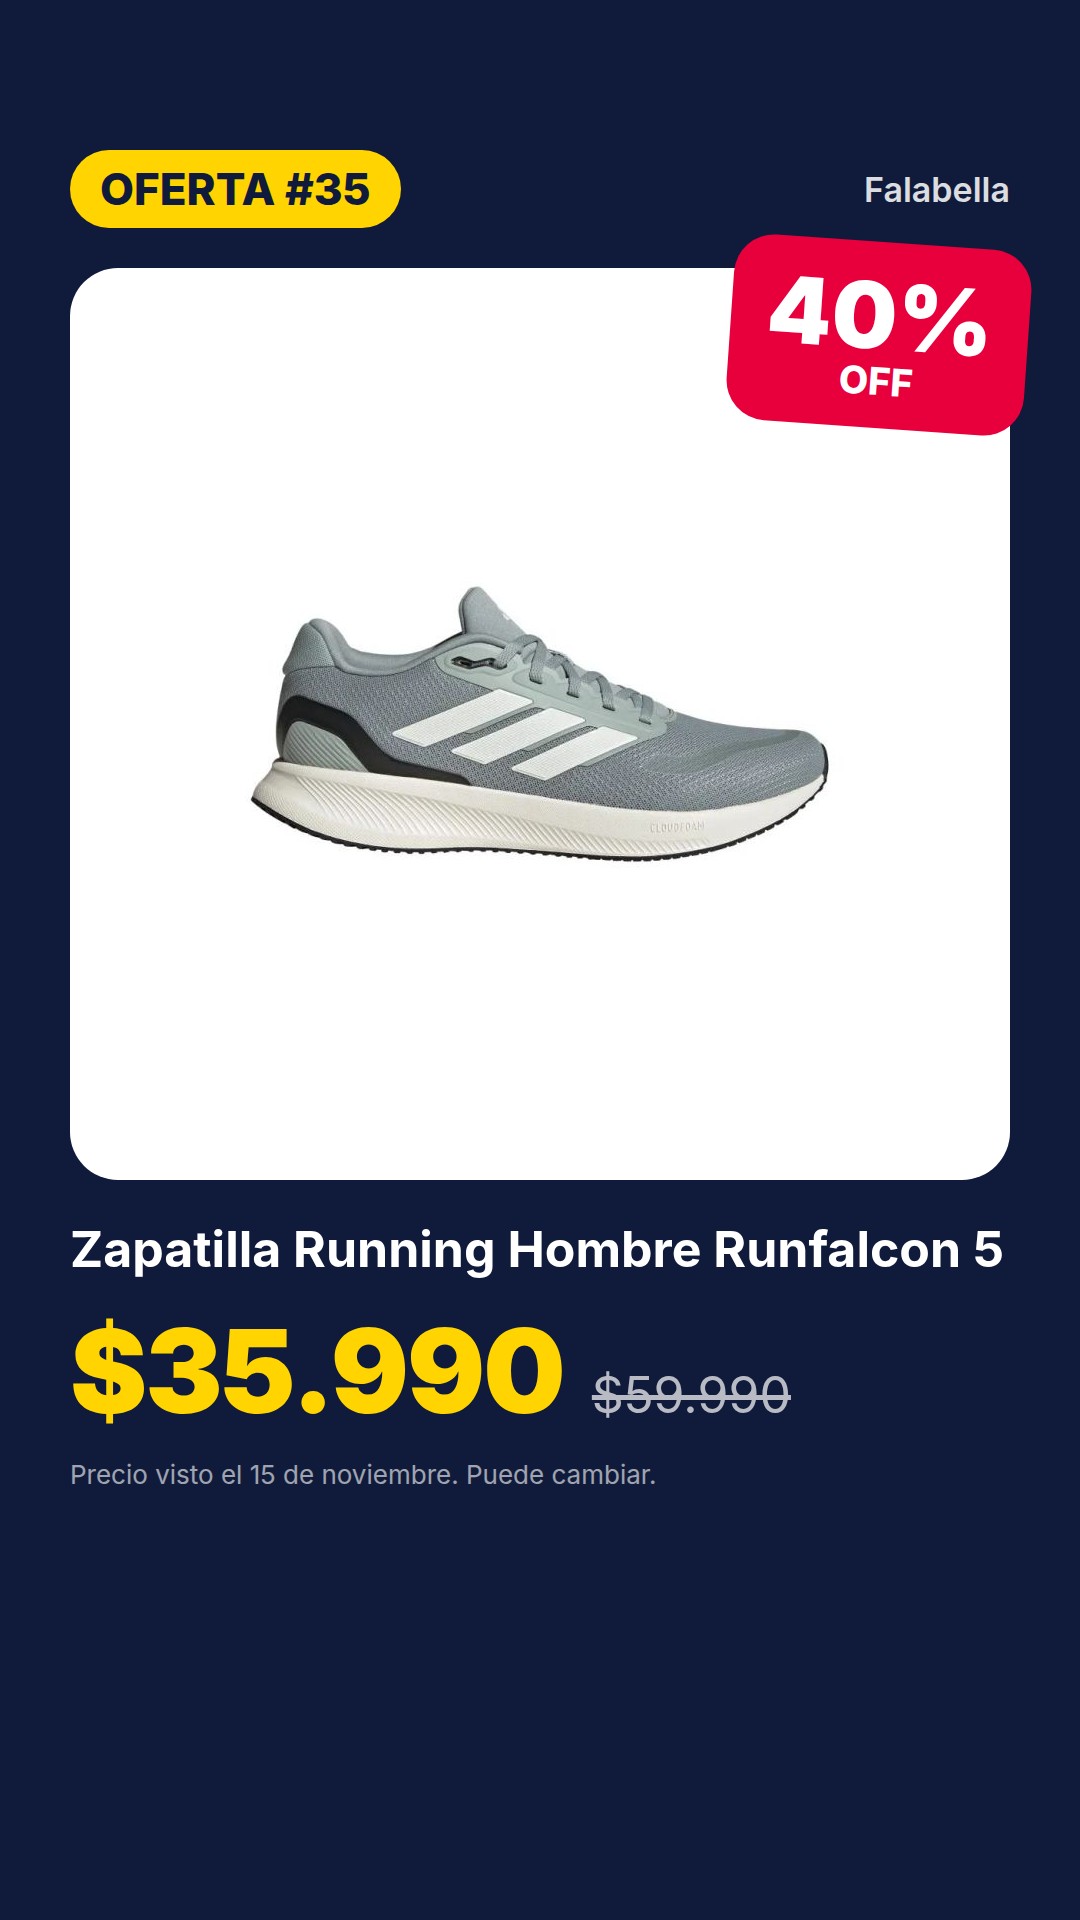 OFERTA #35
Falabella
40%
OFF
CLOUDFOAM
Zapatilla Running Hombre Runfalcon 5
$35.990 $59.990
Precio visto el 15 de noviembre. Puede cambiar.